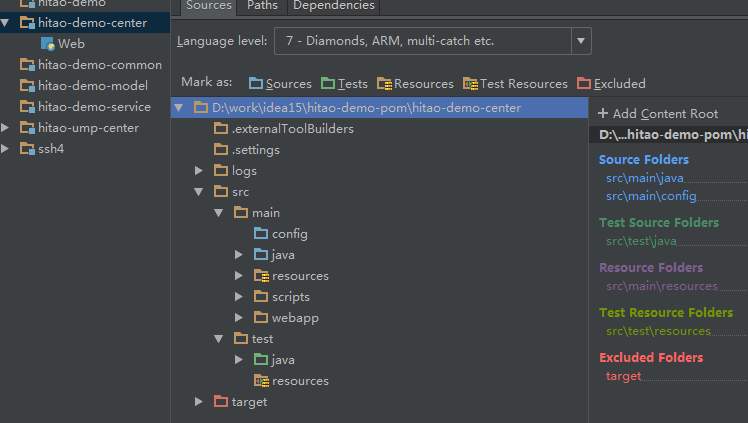 hitao-demo
hitao-demo-center
Web
hitao-demo-common
hitao-demo-model
hitao-demo-service
hitao-ump-center
ssh4
Sources Paths Dependencies
Language level: 7 - Diamonds, ARM, multi-catch etc.
Mark as: Sources Tests Resources Test Resources Excluded
D:\work\idea15\hitao-demo-pom\hitao-demo-center
.externalToolBuilders
.settings
logs
src
main
config
java
resources
scripts
webapp
test
java
resources
target
+ Add Content Root
D:\...hitao-demo-pom\h
Source Folders
src\main\java
src\main\config
Test Source Folders
src\test\java
Resource Folders
src\main\resources
Test Resource Folders
src\test\resources
Excluded Folders
target